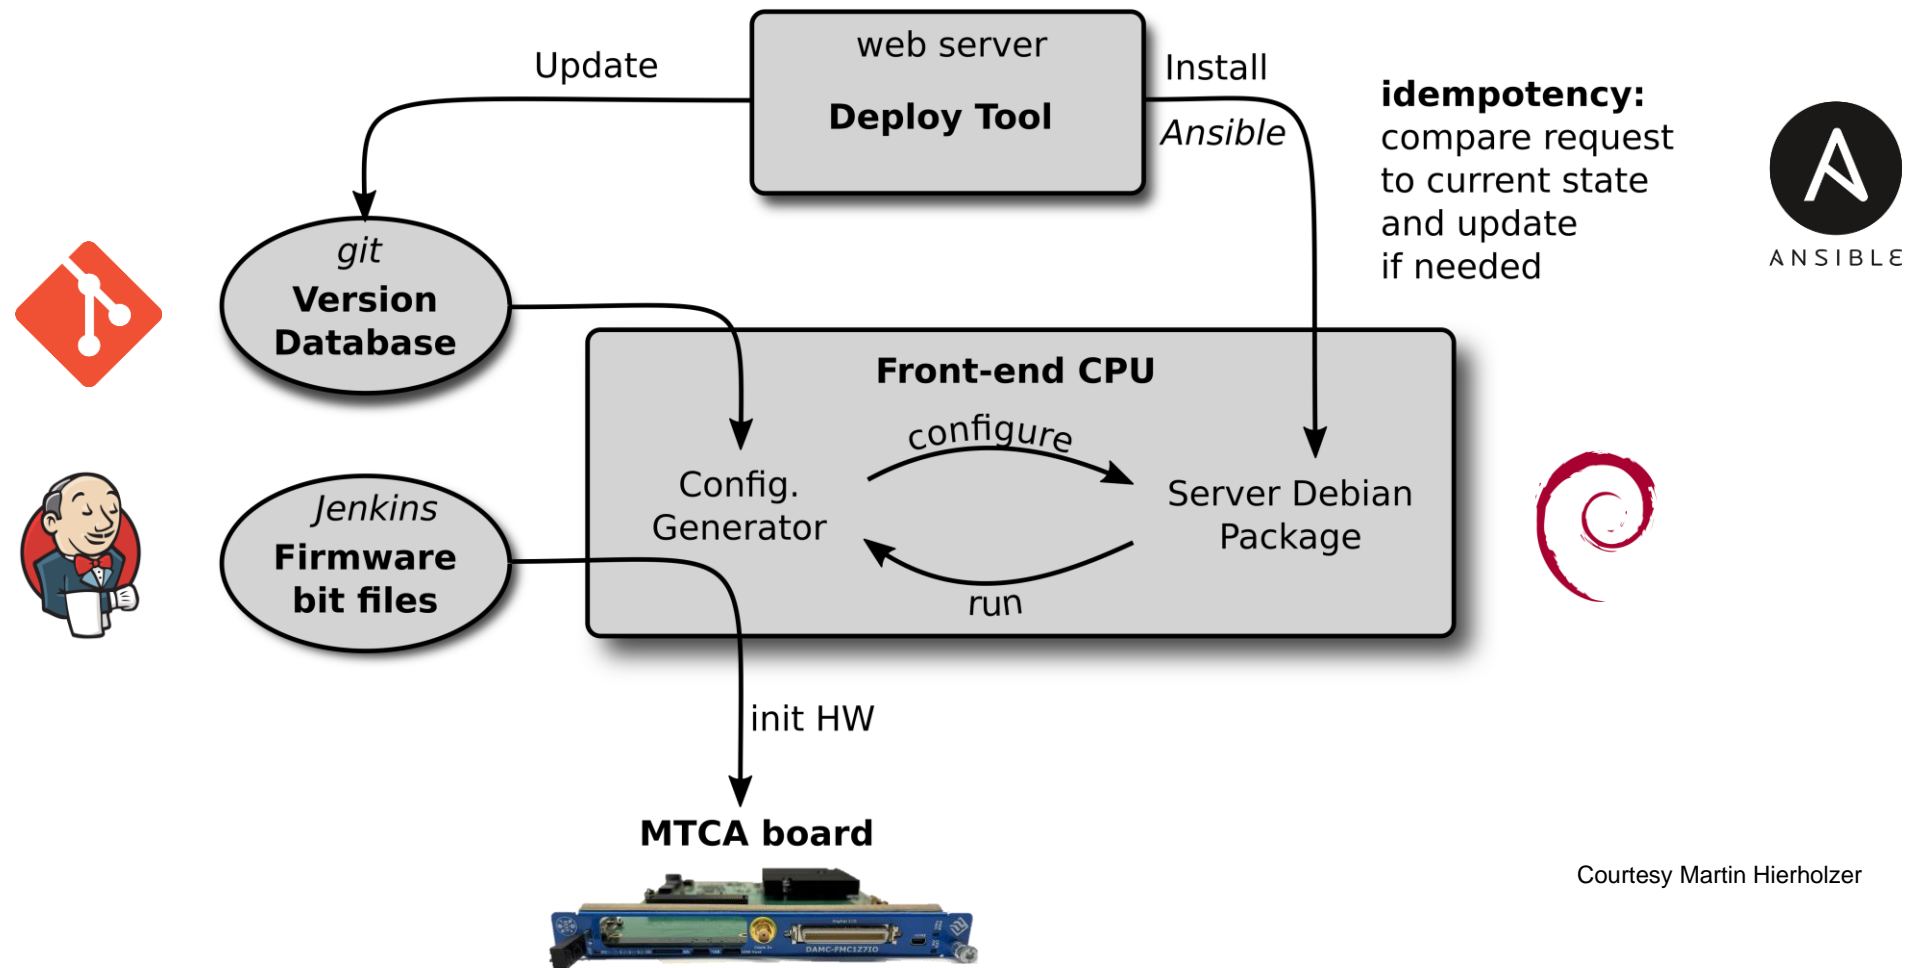 web server
Deploy Tool
Update
Install
Ansible
idempotency:
compare request
to current state
and update
if needed
ANSIBLE
git
Version
Database
Front-end CPU
configure
Config.
Generator
Server Debian
Package
run
Jenkins
Firmware
bit files
init HW
MTCA board
DAMC-FMC1Z7IO
Courtesy Martin Hierholzer